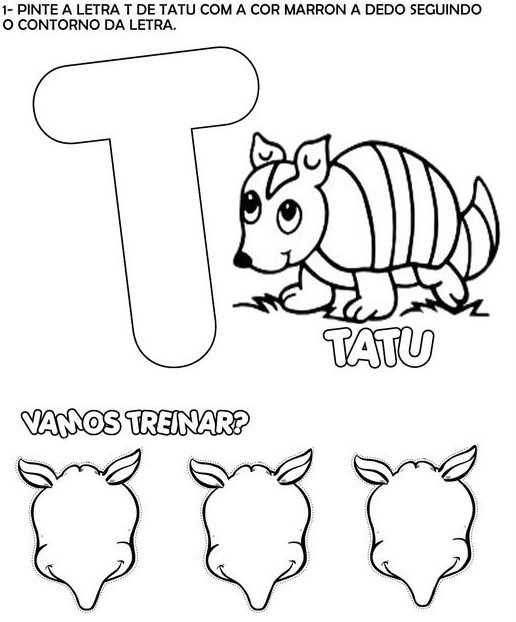 1- PINTE A LETRA T DE TATU COM A COR MARRON A DEDO SEGUINDO
O CONTORNO DA LETRA.
T
TATU
VAMOS TREINAR?